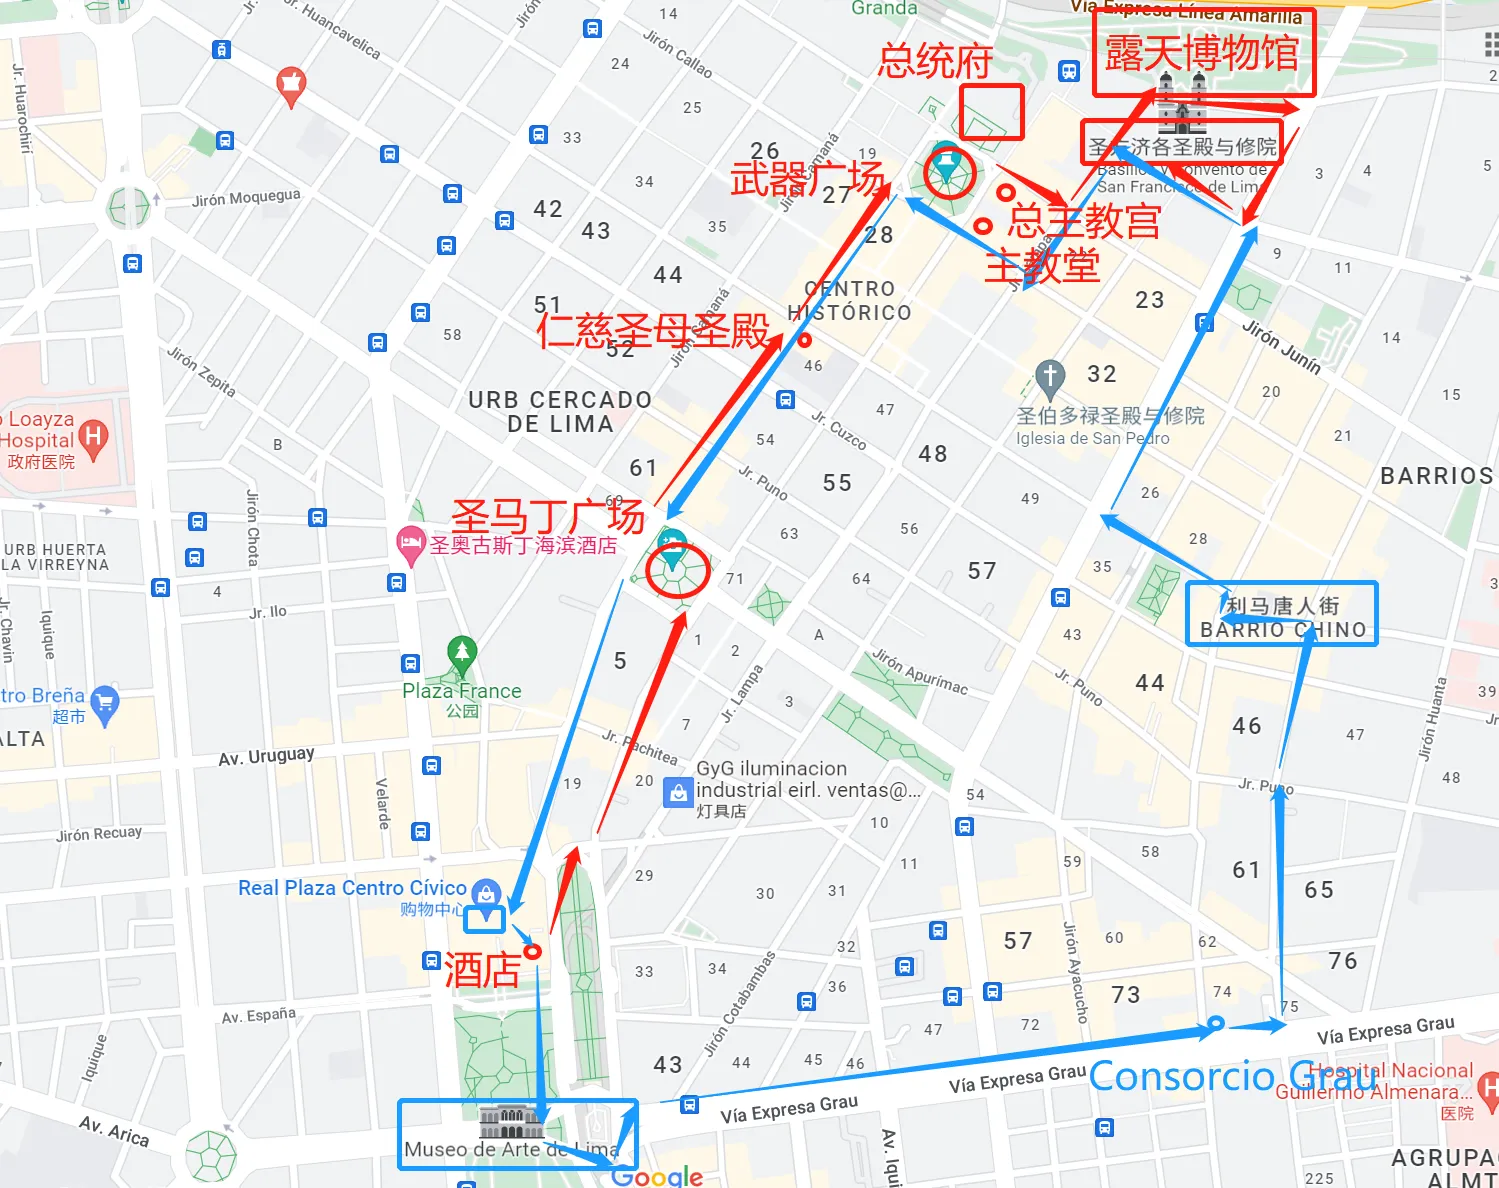 Granda
Vía Expresa Línea Amarilla
14
Jr. Huancavelica
Jirón Callao
24
25
33
总统府
露天博物馆
圣方济各圣殿与修院
Basílica y Convento de
San Francisco de Lima
3
4
Jr. Huarochirí
26
19
34
27
武器广场
Jirón Camaná
Jirón Moquegua
42
43
35
28
总主教宫
主教堂
9
11
44
CENTRO
HISTÓRICO
23
51
58
仁慈圣母圣殿
52
Jirón Camaná
46
Jirón Junín
14
32
Jirón Zepita
URB CERCADO
DE LIMA
47
Jr. Cuzco
圣伯多禄圣殿与修院
Iglesia de San Pedro
20
15
21
Loayza
Hospital
政府医院
B
54
48
61
55
Jr. Puno
BARRIOS
49
26
69
圣马丁广场
圣奥古斯丁海滨酒店
63
56
28
Jirón Chota
URB HUERTA
LA VIRREYNA
71
64
57
35
4
Jr. Ilo
Jr. Chavin
Iquique
利马唐人街
BARRIO CHINO
43
A
1
2
5
Jirón Apurímac
Jr. Puno
44
Plaza France
公园
Jr. Lampa
3
39
tro Breña
超市
ALTA
7
46
47
Jirón Huanta
Av. Uruguay
Jr. Pachitea
GyG iluminacion
industrial eirl. ventas@...
灯具店
19
20
Jr. Puno
48
54
Velarde
Jirón Recuay
10
11
59
58
61
65
29
30
31
Real Plaza Centro Cívico
购物中心
57
60
62
32
Jirón Ayacucho
酒店
33
34
36
76
73
74
75
Av. España
Jirón Cotabambas
47
72
Vía Expresa Grau
Iquique
43
44
45
46
Vía Expresa Grau
Consorcio Grau
Hospital Nacional
Guillermo Almenara...
医院
Vía Expresa Grau
Av. Arica
Museo de Arte de Lima
Google
Av. Iqui
AGRUPA
ALMT
225